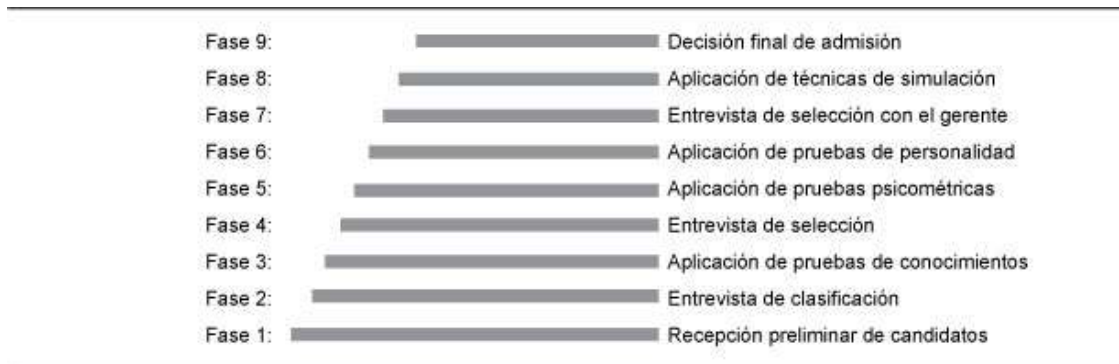 Fase 9: Decisión final de admisión
Fase 8: Aplicación de técnicas de simulación
Fase 7: Entrevista de selección con el gerente
Fase 6: Aplicación de pruebas de personalidad
Fase 5: Aplicación de pruebas psicométricas
Fase 4: Entrevista de selección
Fase 3: Aplicación de pruebas de conocimientos
Fase 2: Entrevista de clasificación
Fase 1: Recepción preliminar de candidatos